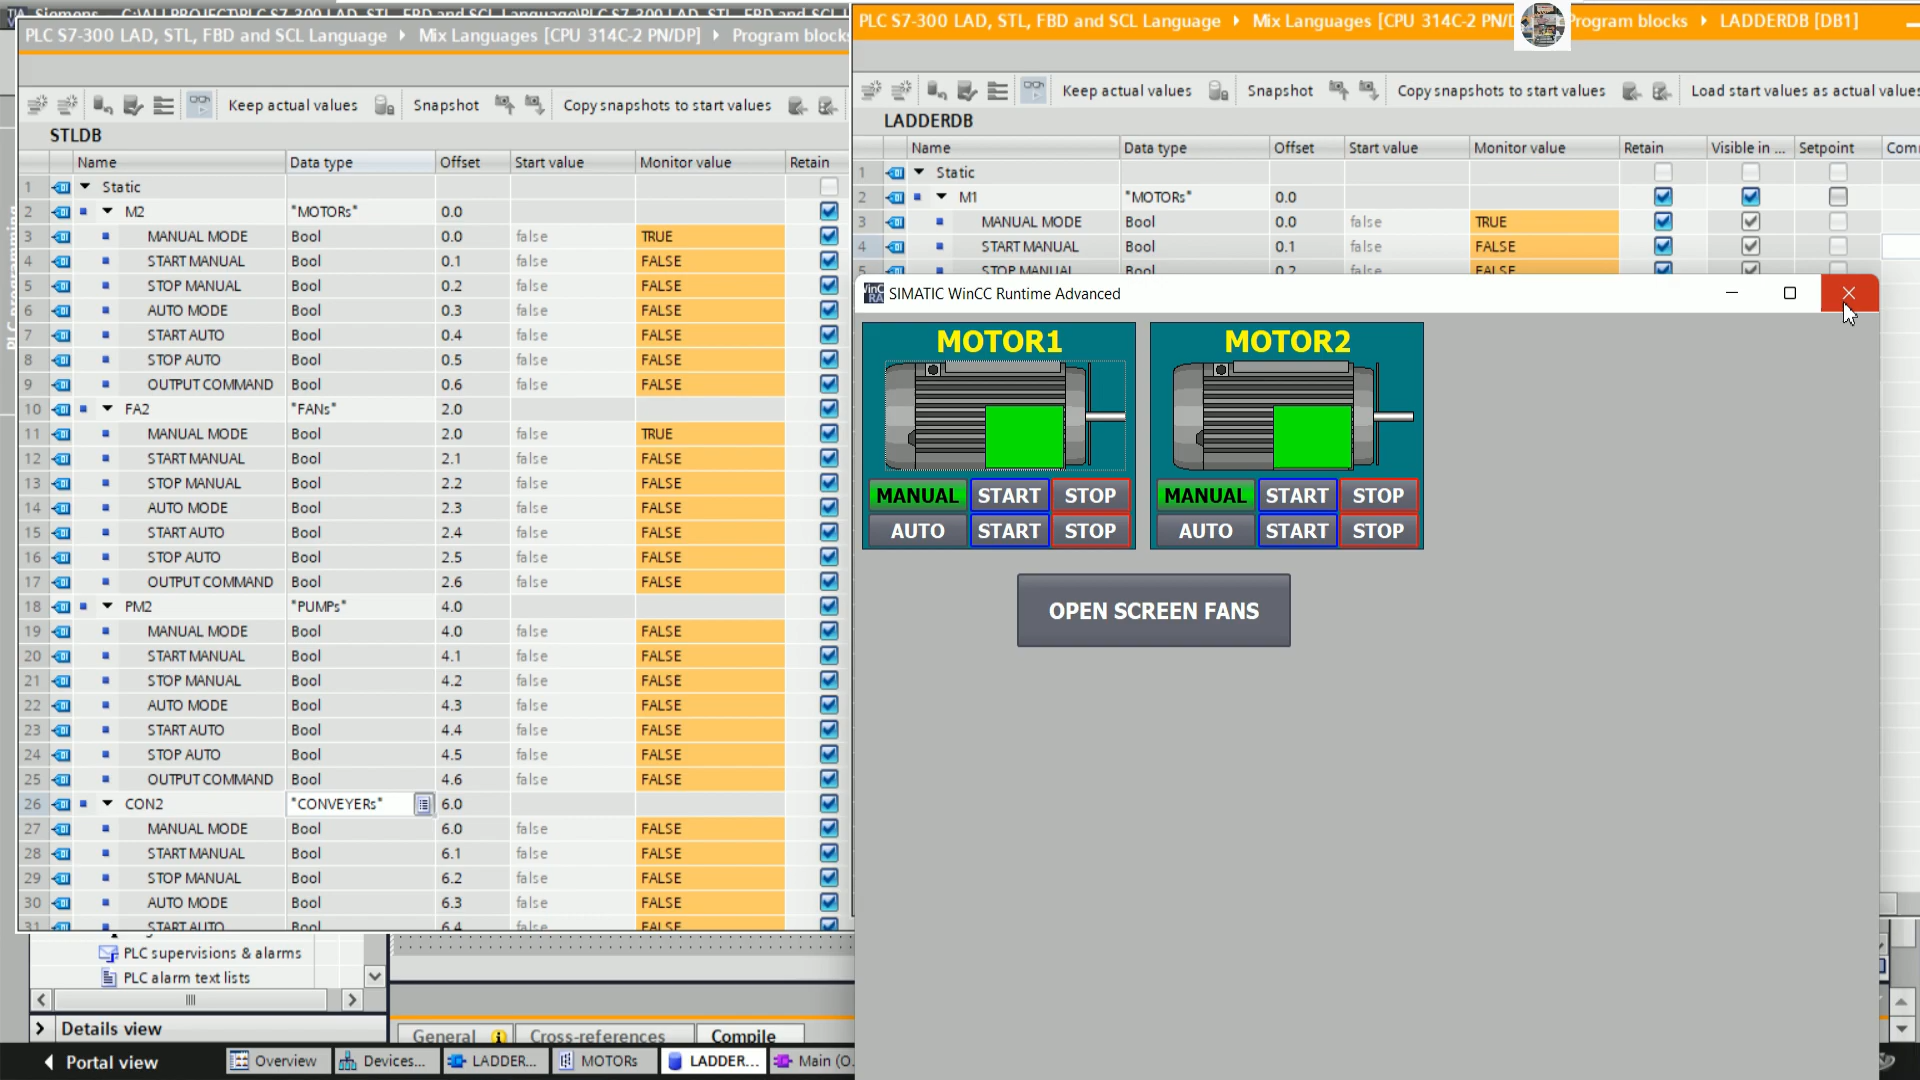 PLC S7-300 LAD, STL, FBD and SCL Language ▸ Mix Languages [CPU 314C-2 PN/DP] ▸ Program blocks
Keep actual values Snapshot Copy snapshots to start values
STLDB
Name Data type Offset Start value Monitor value Retain
1 Static
2 M2 "MOTORs" 0.0
3 MANUAL MODE Bool 0.0 false TRUE
4 START MANUAL Bool 0.1 false FALSE
5 STOP MANUAL Bool 0.2 false FALSE
6 AUTO MODE Bool 0.3 false FALSE
7 START AUTO Bool 0.4 false FALSE
8 STOP AUTO Bool 0.5 false FALSE
9 OUTPUT COMMAND Bool 0.6 false FALSE
10 FA2 "FANs" 2.0
11 MANUAL MODE Bool 2.0 false TRUE
12 START MANUAL Bool 2.1 false FALSE
13 STOP MANUAL Bool 2.2 false FALSE
14 AUTO MODE Bool 2.3 false FALSE
15 START AUTO Bool 2.4 false FALSE
16 STOP AUTO Bool 2.5 false FALSE
17 OUTPUT COMMAND Bool 2.6 false FALSE
18 PM2 "PUMPs" 4.0
19 MANUAL MODE Bool 4.0 false FALSE
20 START MANUAL Bool 4.1 false FALSE
21 STOP MANUAL Bool 4.2 false FALSE
22 AUTO MODE Bool 4.3 false FALSE
23 START AUTO Bool 4.4 false FALSE
24 STOP AUTO Bool 4.5 false FALSE
25 OUTPUT COMMAND Bool 4.6 false FALSE
26 CON2 "CONVEYERs" 6.0
27 MANUAL MODE Bool 6.0 false FALSE
28 START MANUAL Bool 6.1 false FALSE
29 STOP MANUAL Bool 6.2 false FALSE
30 AUTO MODE Bool 6.3 false FALSE
31 START AUTO Bool 6.4 false FALSE
PLC S7-300 LAD, STL, FBD and SCL Language ▸ Mix Languages [CPU 314C-2 PN/D Program blocks ▸ LADDERDB [DB1]
Keep actual values Snapshot Copy snapshots to start values Load start values as actual values
LADDERDB
Name Data type Offset Start value Monitor value Retain Visible in ... Setpoint Com
1 Static
2 M1 "MOTORs" 0.0
3 MANUAL MODE Bool 0.0 false TRUE
4 START MANUAL Bool 0.1 false FALSE
5 STOP MANUAL Bool 0.2 false FALSE
SIMATIC WinCC Runtime Advanced
MOTOR1
MANUAL START STOP
AUTO START STOP
MOTOR2
MANUAL START STOP
AUTO START STOP
OPEN SCREEN FANS
PLC supervisions & alarms
PLC alarm text lists
Details view
General Cross-references Compile
Portal view Overview Devices... LADDER... MOTORs LADDER... Main (O.